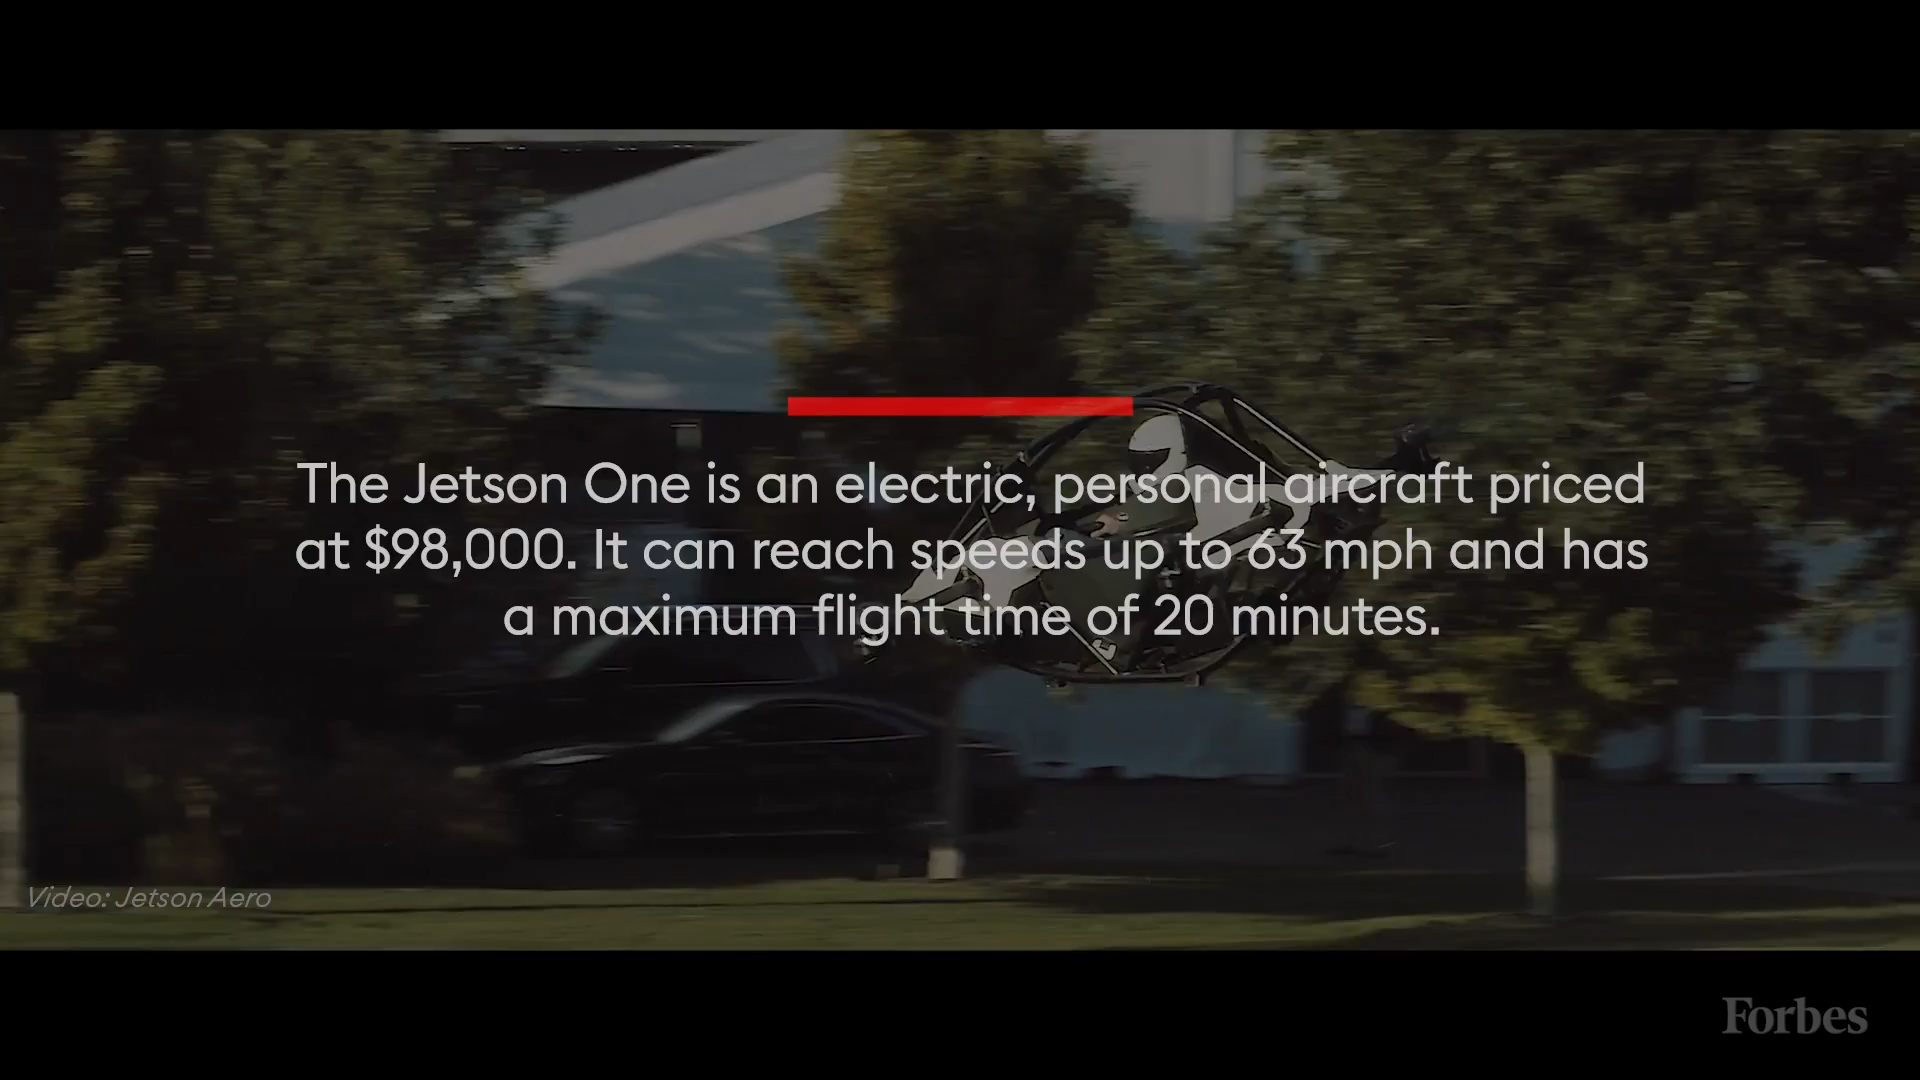 The Jetson One is an electric, personal aircraft priced
at $98,000. It can reach speeds up to 63 mph and has
a maximum flight time of 20 minutes.
Video: Jetson Aero
Forbes